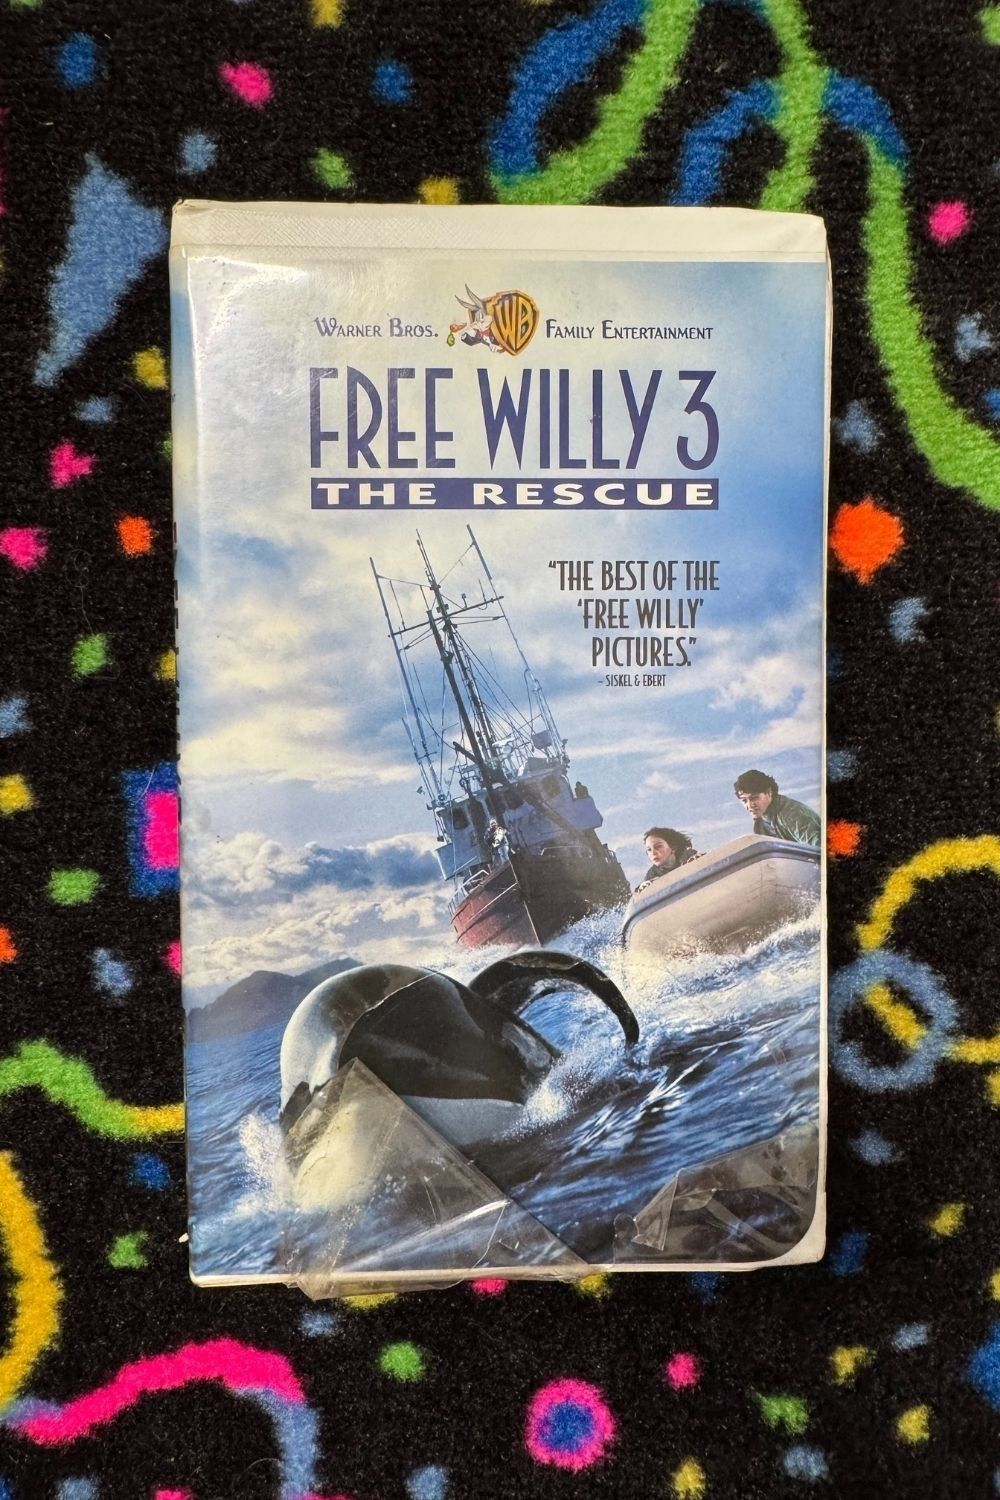 WARNER BROS. WB FAMILY ENTERTAINMENT
FREE WILLY 3
THE RESCUE
“THE BEST OF THE
‘FREE WILLY’
PICTURES.”
– SISKEL & EBERT